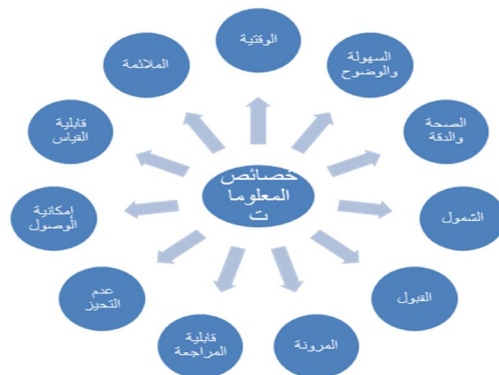 الوقتية
السهولة
والوضوح
الصحة
والدقة
الشمول
القبول
المرونة
قابلية
المراجعة
عدم
التحيز
إمكانية
الوصول
قابلية
القياس
الملائمة
خصائص
المعلوما
ت